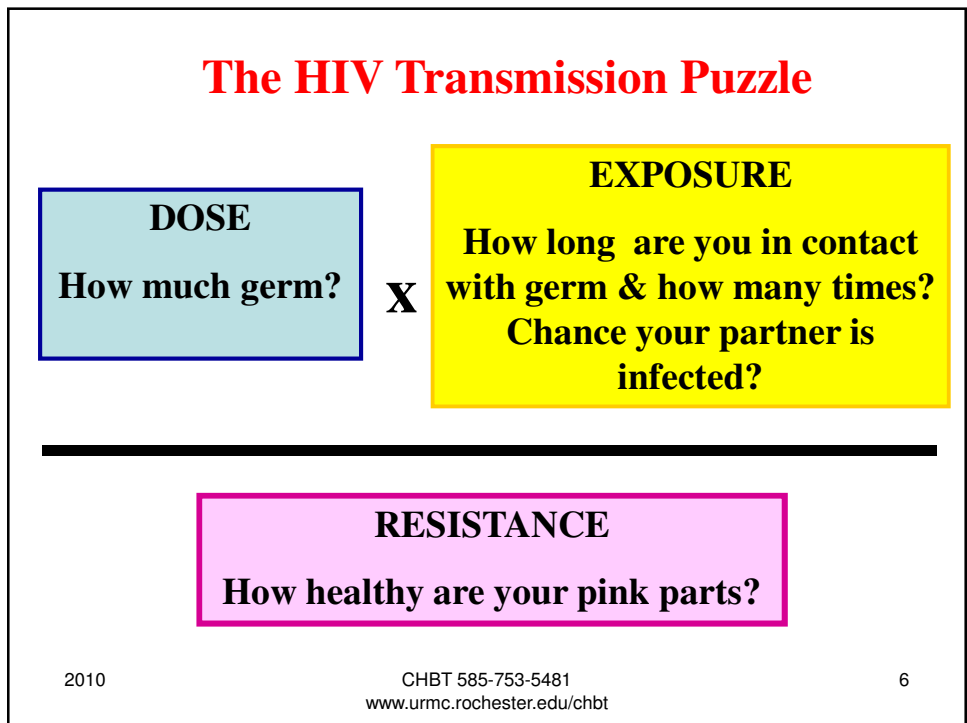 The HIV Transmission Puzzle
DOSE
How much germ?
x
EXPOSURE
How long are you in contact
with germ & how many times?
Chance your partner is
infected?
RESISTANCE
How healthy are your pink parts?
2010
CHBT 585-753-5481
www.urmc.rochester.edu/chbt
6